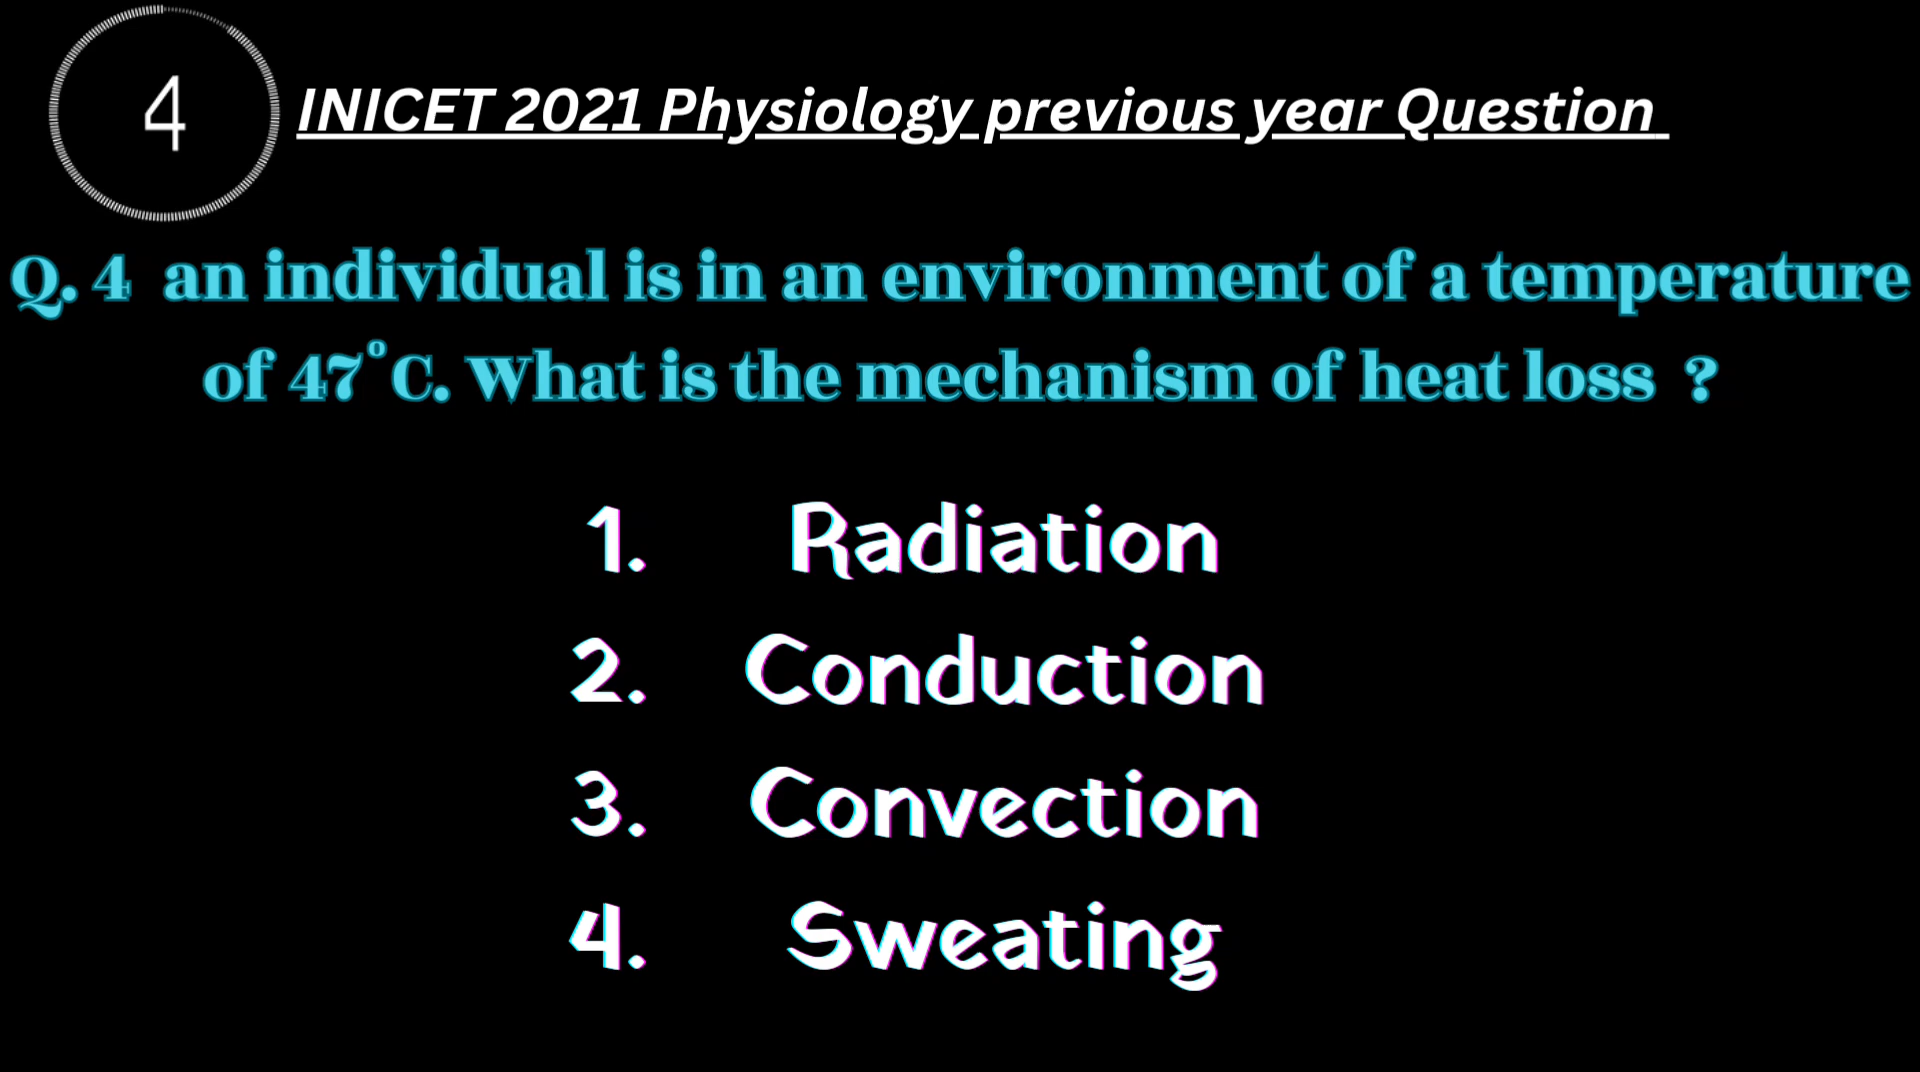 4
INICET 2021 Physiology previous year Question
Q. 4 an individual is in an environment of a temperature
of 47°C. What is the mechanism of heat loss ?
1. Radiation
2. Conduction
3. Convection
4. Sweating